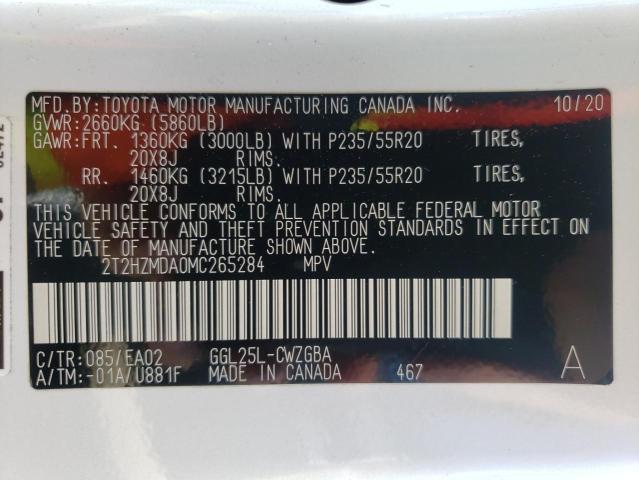 MFD.BY:TOYOTA MOTOR MANUFACTURING CANADA INC. 10/20
GVWR:2660KG (5860LB)
GAWR:FRT. 1360KG (3000LB) WITH P235/55R20 TIRES,
20X8J RIMS.
RR. 1460KG (3215LB) WITH P235/55R20 TIRES,
20X8J RIMS.
THIS VEHICLE CONFORMS TO ALL APPLICABLE FEDERAL MOTOR
VEHICLE SAFETY AND THEFT PREVENTION STANDARDS IN EFFECT ON
THE DATE OF MANUFACTURE SHOWN ABOVE.
2T2HZMDA0MC265284 MPV
C/TR:085/EA02 GGL25L-CWZGBA
A/TM:-01A/U881F MADE IN CANADA 467 A